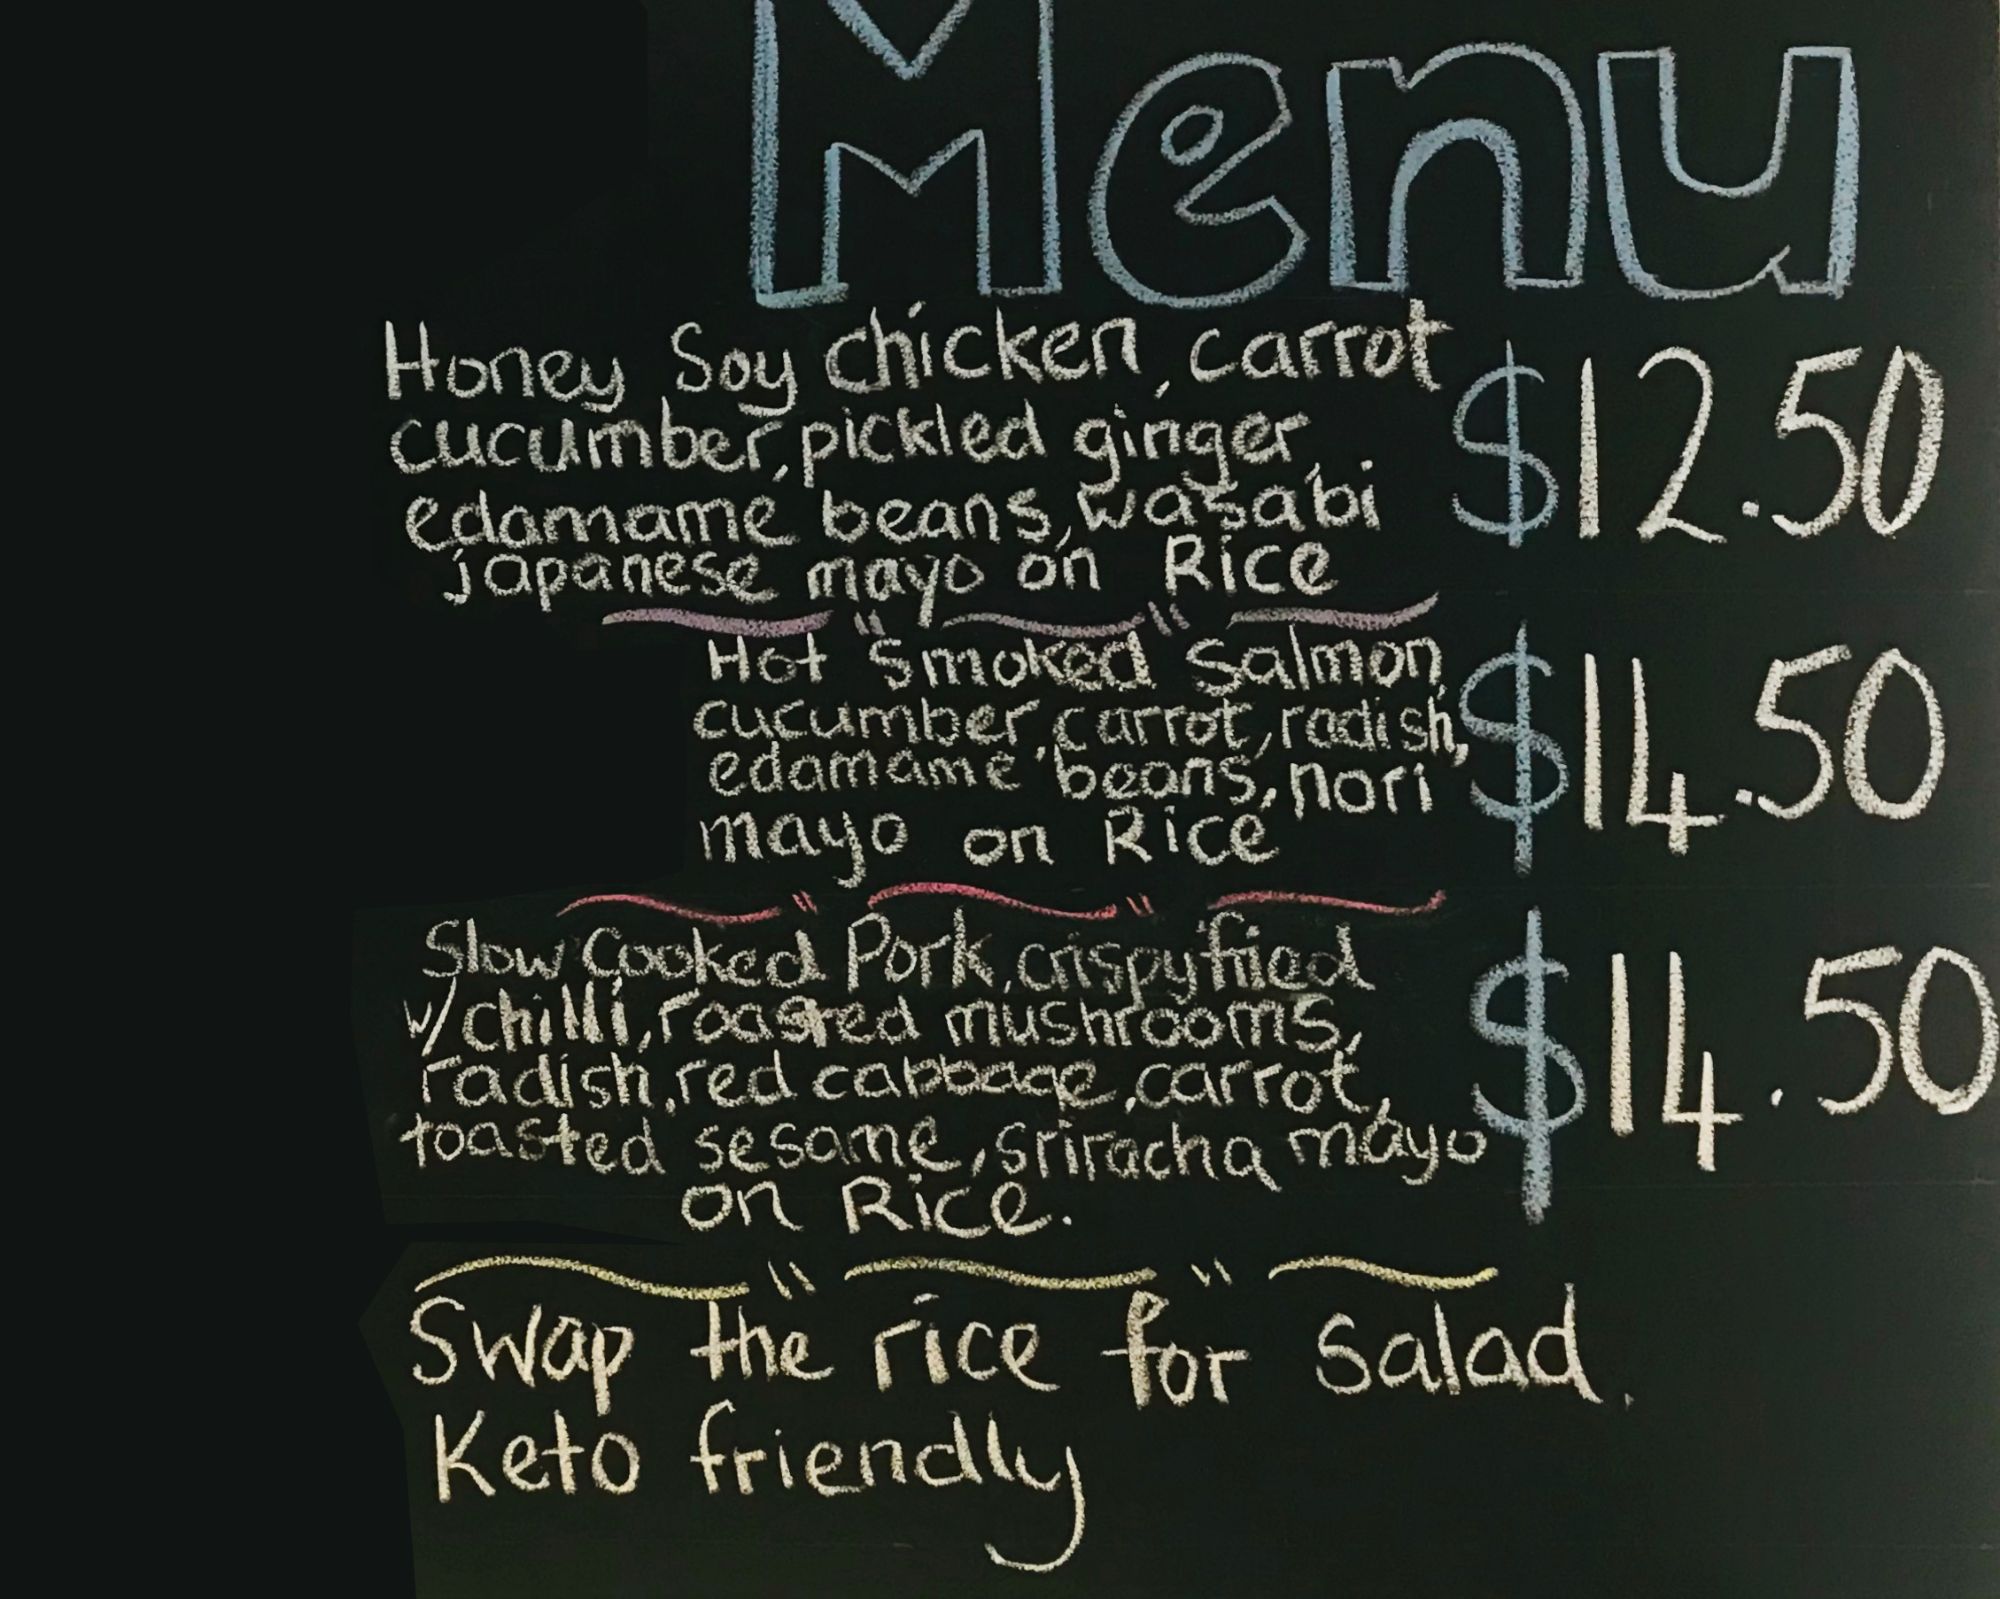 Menu
Honey Soy chicken, carrot $12.50
cucumber, pickled ginger,
edamame beans, wasabi
japanese mayo on Rice
Hot Smoked Salmon, $14.50
cucumber, carrot, radish,
edamame beans, nori
mayo on Rice
Slow Cooked Pork, crispy fried $14.50
w/ chilli, roasted mushrooms,
radish, red cabbage, carrot,
toasted sesame, sriracha mayo
on Rice.
Swap the rice for salad.
Keto friendly